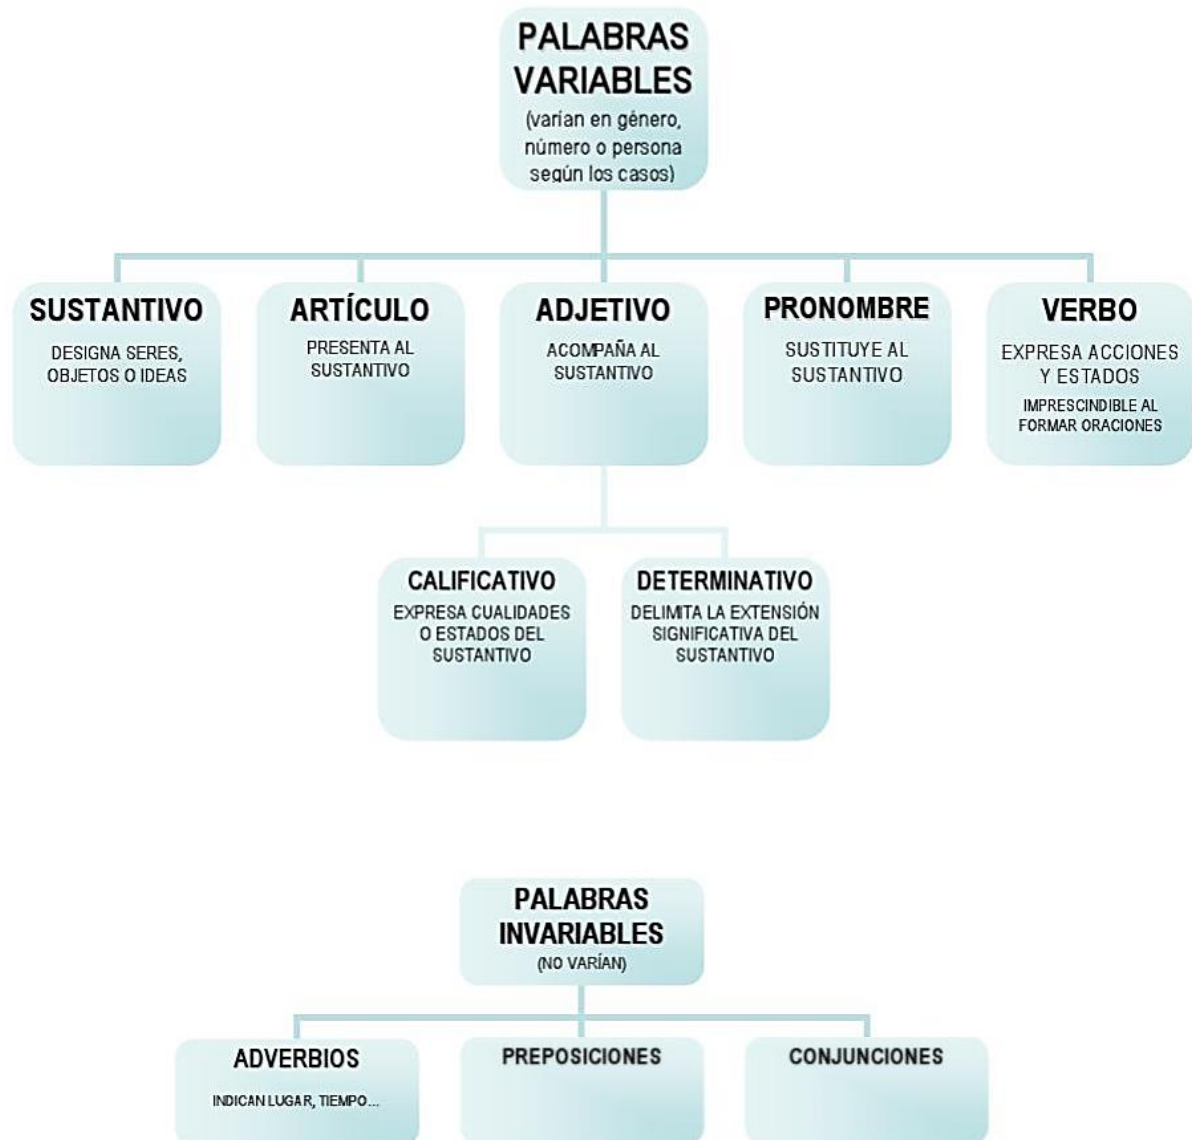 PALABRAS
VARIABLES
(varían en género,
número o persona
según los casos)
SUSTANTIVO
DESIGNA SERES,
OBJETOS O IDEAS
ARTÍCULO
PRESENTA AL
SUSTANTIVO
ADJETIVO
ACOMPAÑA AL
SUSTANTIVO
PRONOMBRE
SUSTITUYE AL
SUSTANTIVO
VERBO
EXPRESA ACCIONES
Y ESTADOS
IMPRESCINDIBLE AL
FORMAR ORACIONES
CALIFICATIVO
EXPRESA CUALIDADES
O ESTADOS DEL
SUSTANTIVO
DETERMINATIVO
DELIMITA LA EXTENSIÓN
SIGNIFICATIVA DEL
SUSTANTIVO
PALABRAS
INVARIABLES
(NO VARÍAN)
ADVERBIOS
INDICAN LUGAR, TIEMPO...
PREPOSICIONES
CONJUNCIONES